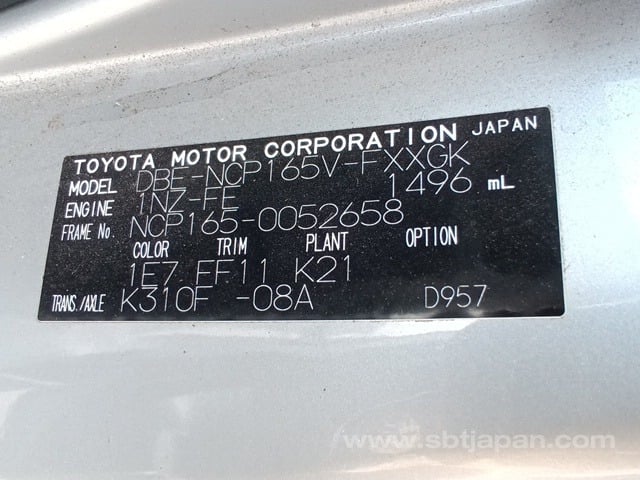 TOYOTA MOTOR CORPORATION JAPAN
MODEL DBE-NCP165V-FXXGK
ENGINE 1NZ-FE 1496 mL
FRAME No. NCP165-0052658
COLOR TRIM PLANT OPTION
1E7 FF11 K21
TRANS./AXLE K310F -08A D957
www.sbtjapan.com